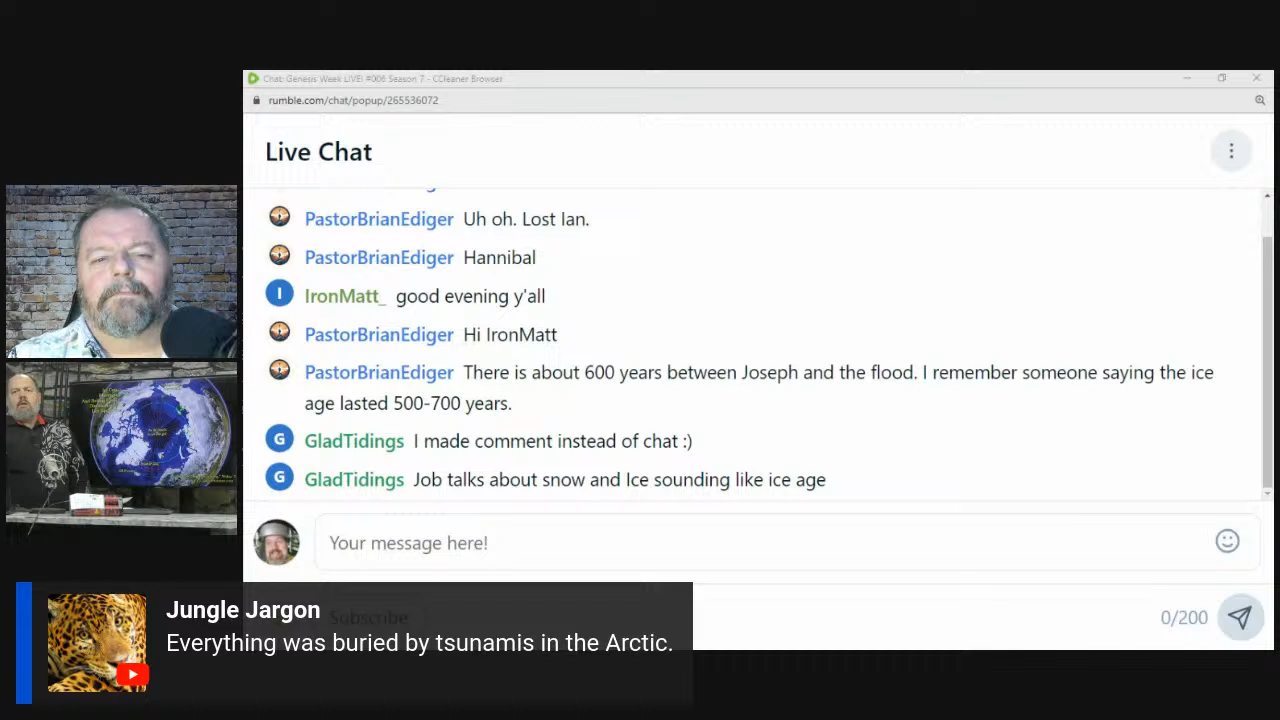 Chat: Genesis Week LIVE! #006 Season 7 - CCleaner Browser
rumble.com/chat/popup/265536072
Live Chat
PastorBrianEdiger Uh oh. Lost Ian.
PastorBrianEdiger Hannibal
I IronMatt_ good evening y'all
PastorBrianEdiger Hi IronMatt
PastorBrianEdiger There is about 600 years between Joseph and the flood. I remember someone saying the ice
age lasted 500-700 years.
G GladTidings I made comment instead of chat :)
G GladTidings Job talks about snow and Ice sounding like ice age
Your message here!
Subscribe
0/200
Jungle Jargon
Everything was buried by tsunamis in the Arctic.